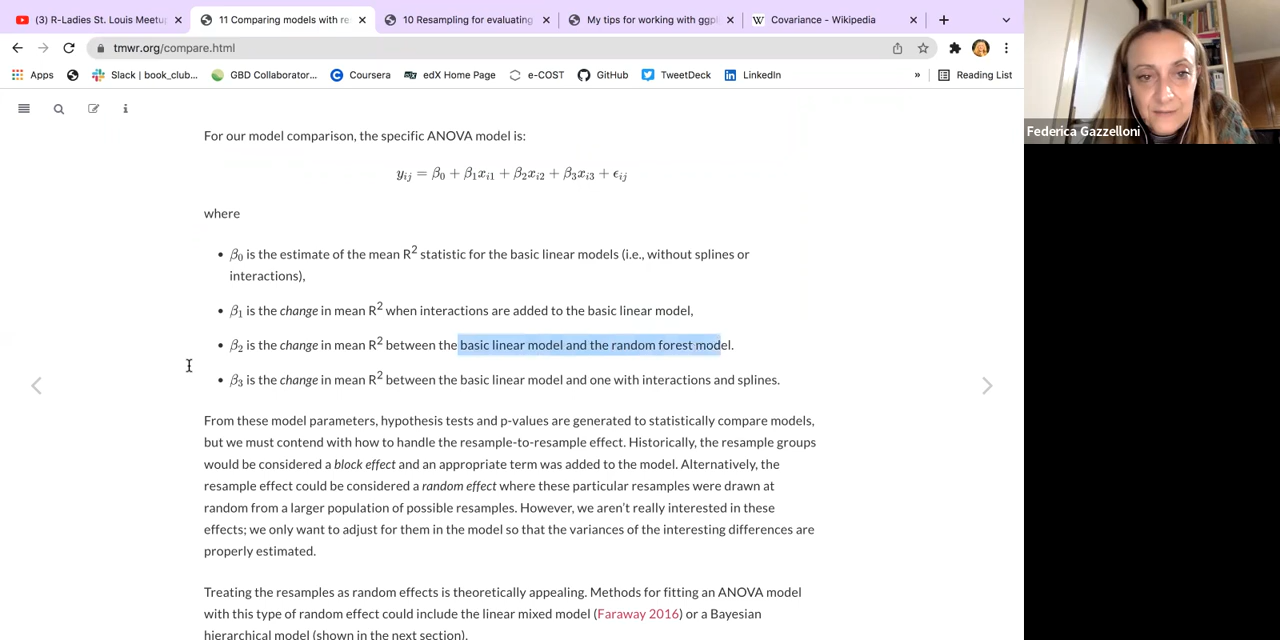 (3) R-Ladies St. Louis Meetu
11 Comparing models with re
10 Resampling for evaluating
My tips for working with ggpl
Covariance - Wikipedia
tmwr.org/compare.html
Apps
Slack | book_club...
GBD Collaborator...
Coursera
edX Home Page
e-COST
GitHub
TweetDeck
LinkedIn
»
Reading List
Federica Gazzelloni
For our model comparison, the specific ANOVA model is:
y_ij = β_0 + β_1x_i1 + β_2x_i2 + β_3x_i3 + ϵ_ij
where
• β_0 is the estimate of the mean R² statistic for the basic linear models (i.e., without splines or
interactions),
• β_1 is the change in mean R² when interactions are added to the basic linear model,
• β_2 is the change in mean R² between the basic linear model and the random forest model.
• β_3 is the change in mean R² between the basic linear model and one with interactions and splines.
From these model parameters, hypothesis tests and p-values are generated to statistically compare models,
but we must contend with how to handle the resample-to-resample effect. Historically, the resample groups
would be considered a block effect and an appropriate term was added to the model. Alternatively, the
resample effect could be considered a random effect where these particular resamples were drawn at
random from a larger population of possible resamples. However, we aren't really interested in these
effects; we only want to adjust for them in the model so that the variances of the interesting differences are
properly estimated.
Treating the resamples as random effects is theoretically appealing. Methods for fitting an ANOVA model
with this type of random effect could include the linear mixed model (Faraway 2016) or a Bayesian
hierarchical model (shown in the next section).